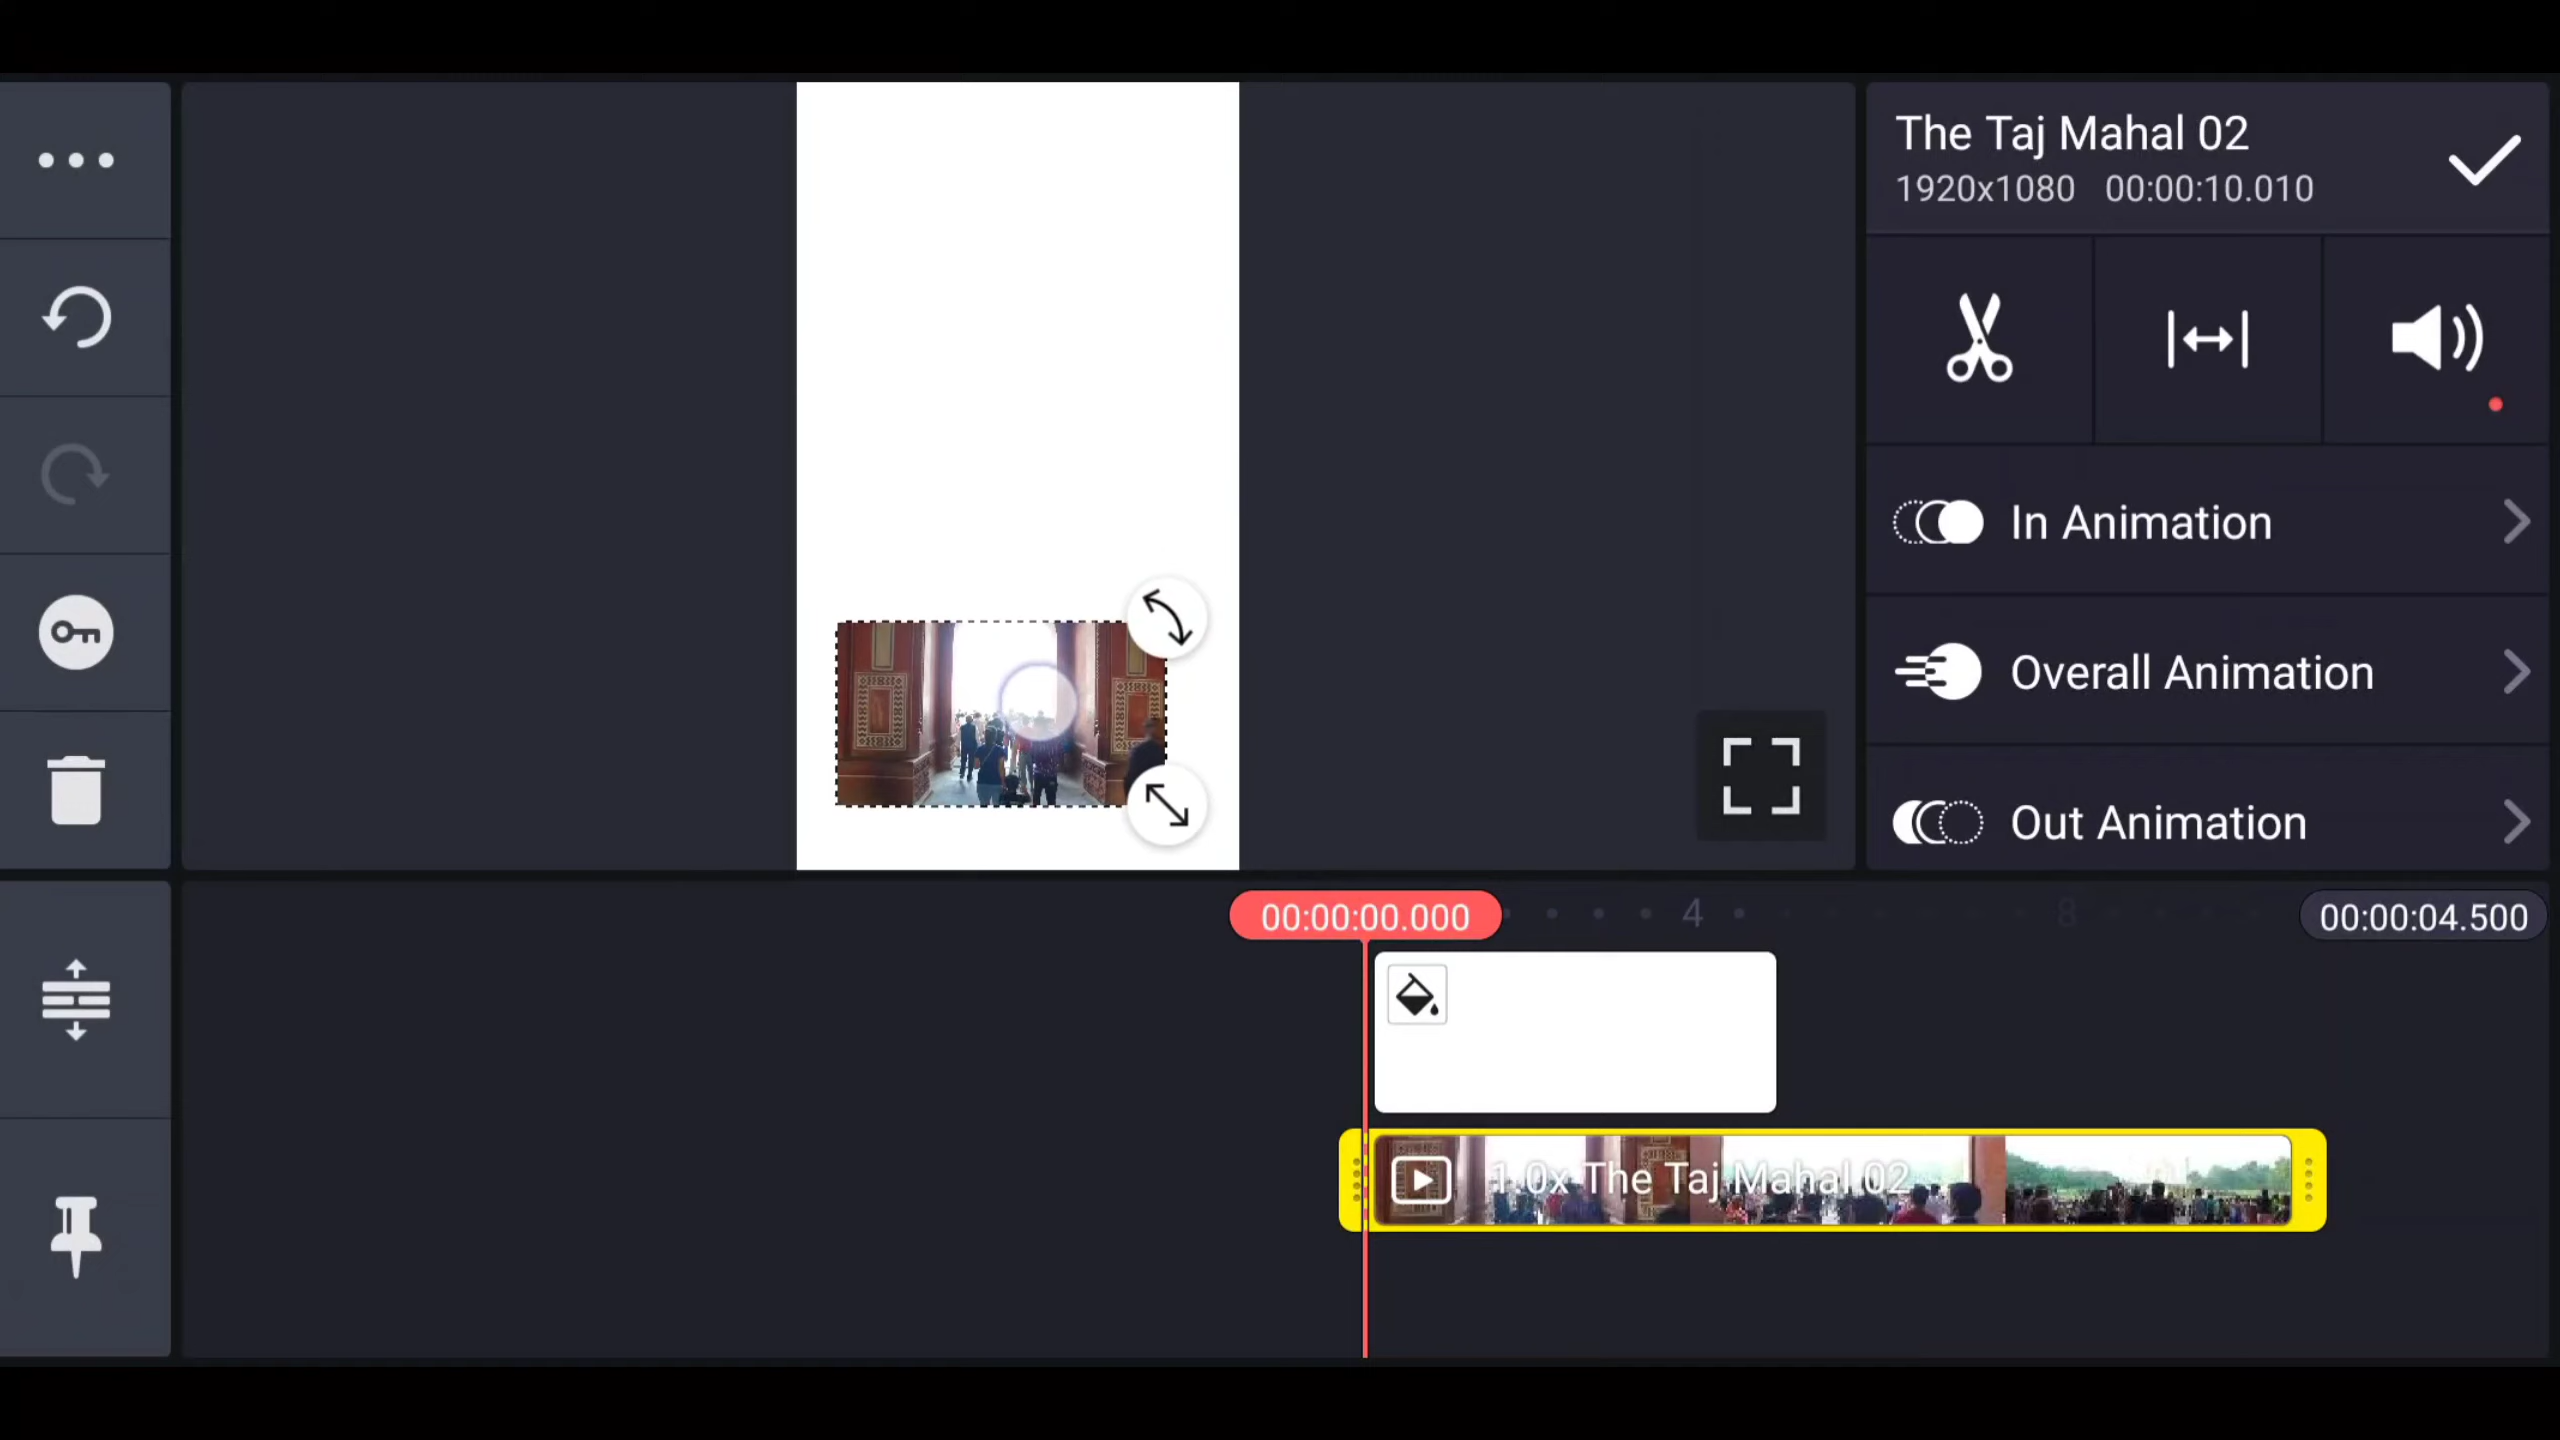 The Taj Mahal 02
1920x1080 00:00:10.010
In Animation
Overall Animation
Out Animation
00:00:00.000
4
8
00:00:04.500
1.0x The Taj Mahal 02